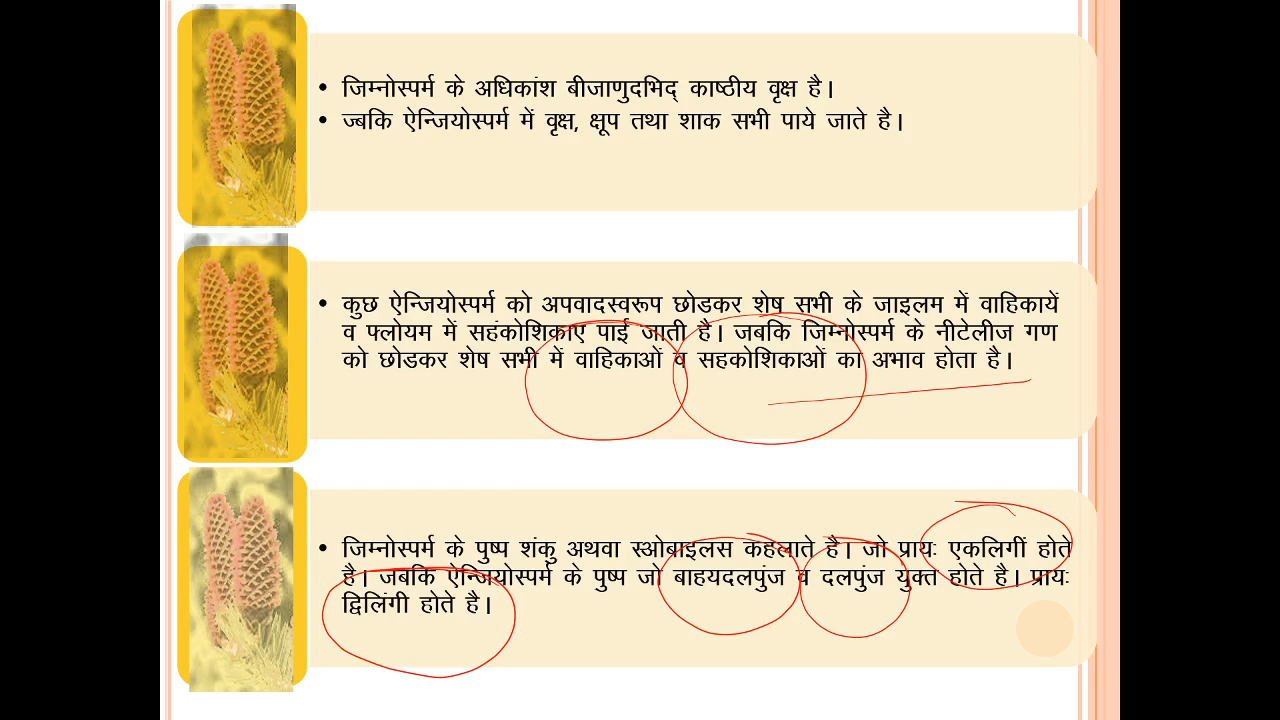 • जिम्नोस्पर्म के अधिकांश बीजाणुदभिद् काष्ठीय वृक्ष है।
• ज्बकि ऐन्जियोस्पर्म में वृक्ष, क्षूप तथा शाक सभी पाये जाते है।
• कुछ ऐन्जियोस्पर्म को अपवादस्वरूप छोडकर शेष सभी के जाइलम में वाहिकायें
व फ्लोयम में सहंकोशिकाए पाई जाती है। जबकि जिम्नोस्पर्म के नीटेलीज गण
को छोडकर शेष सभी में वाहिकाओं व सहकोशिकाओं का अभाव होता है।
• जिम्नोस्पर्म के पुष्प शंकु अथवा स्ओबाइलस कहलाते है। जो प्रायः एकलिगीं होते
है। जबकि ऐन्जियोस्पर्म के पुष्प जो बाहयदलपुंज व दलपुंज युक्त होते है। प्रायः
द्विलिंगी होते है।